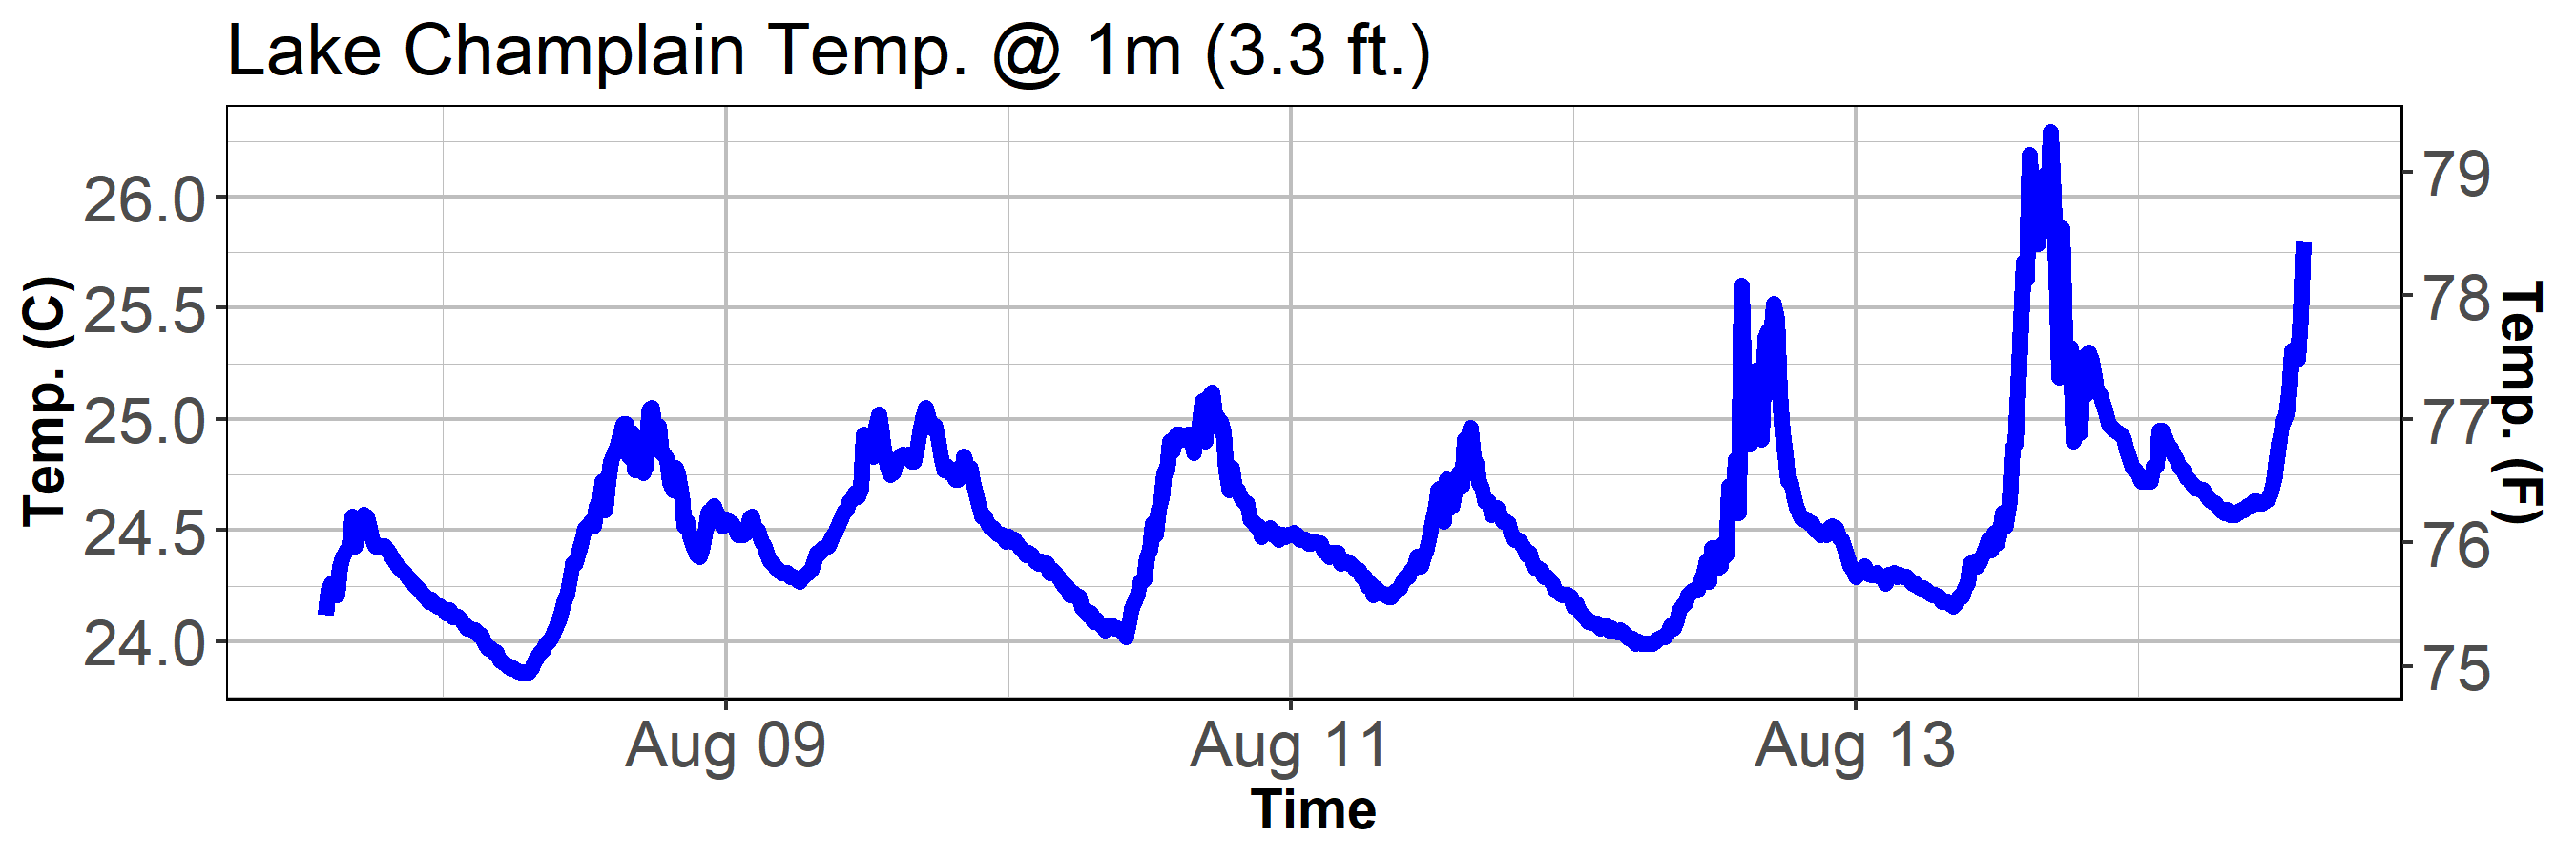 Lake Champlain Temp. @ 1m (3.3 ft.)
Temp. (C)
26.0
25.5
25.0
24.5
24.0
79
78
77
76
75
Temp. (F)
Aug 09
Aug 11
Aug 13
Time